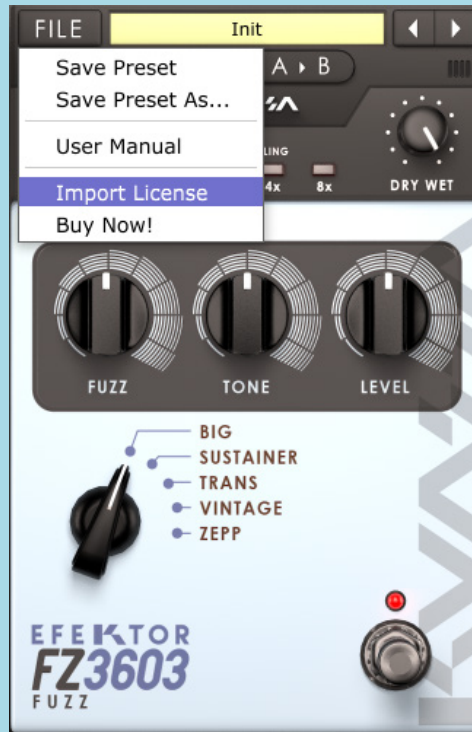 FILE
Init
Save Preset
A ▸ B
Save Preset As...
User Manual
LING
Import License
4x
8x
DRY WET
Buy Now!
FUZZ
TONE
LEVEL
BIG
SUSTAINER
TRANS
VINTAGE
ZEPP
EFEKTOR
FZ3603
FUZZ